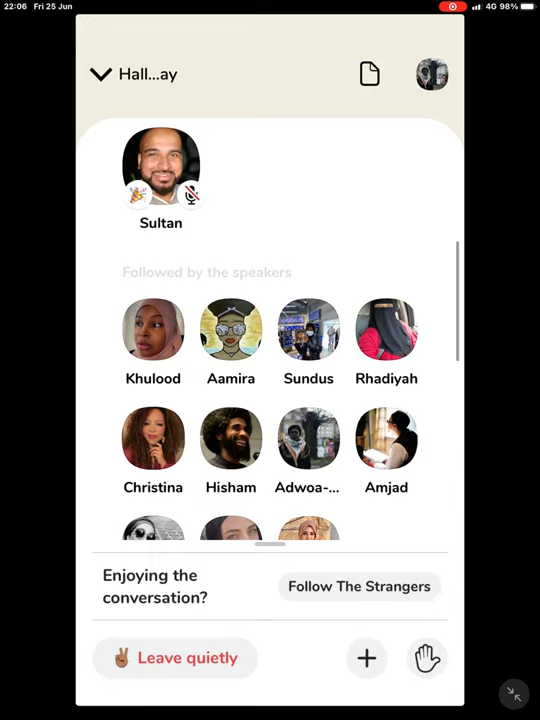 22:06 Fri 25 Jun 4G 98%
Hall...ay
Sultan
Followed by the speakers
Khulood Aamira Sundus Rhadiyah
Christina Hisham Adwoa-... Amjad
Enjoying the
conversation?
Follow The Strangers
Leave quietly